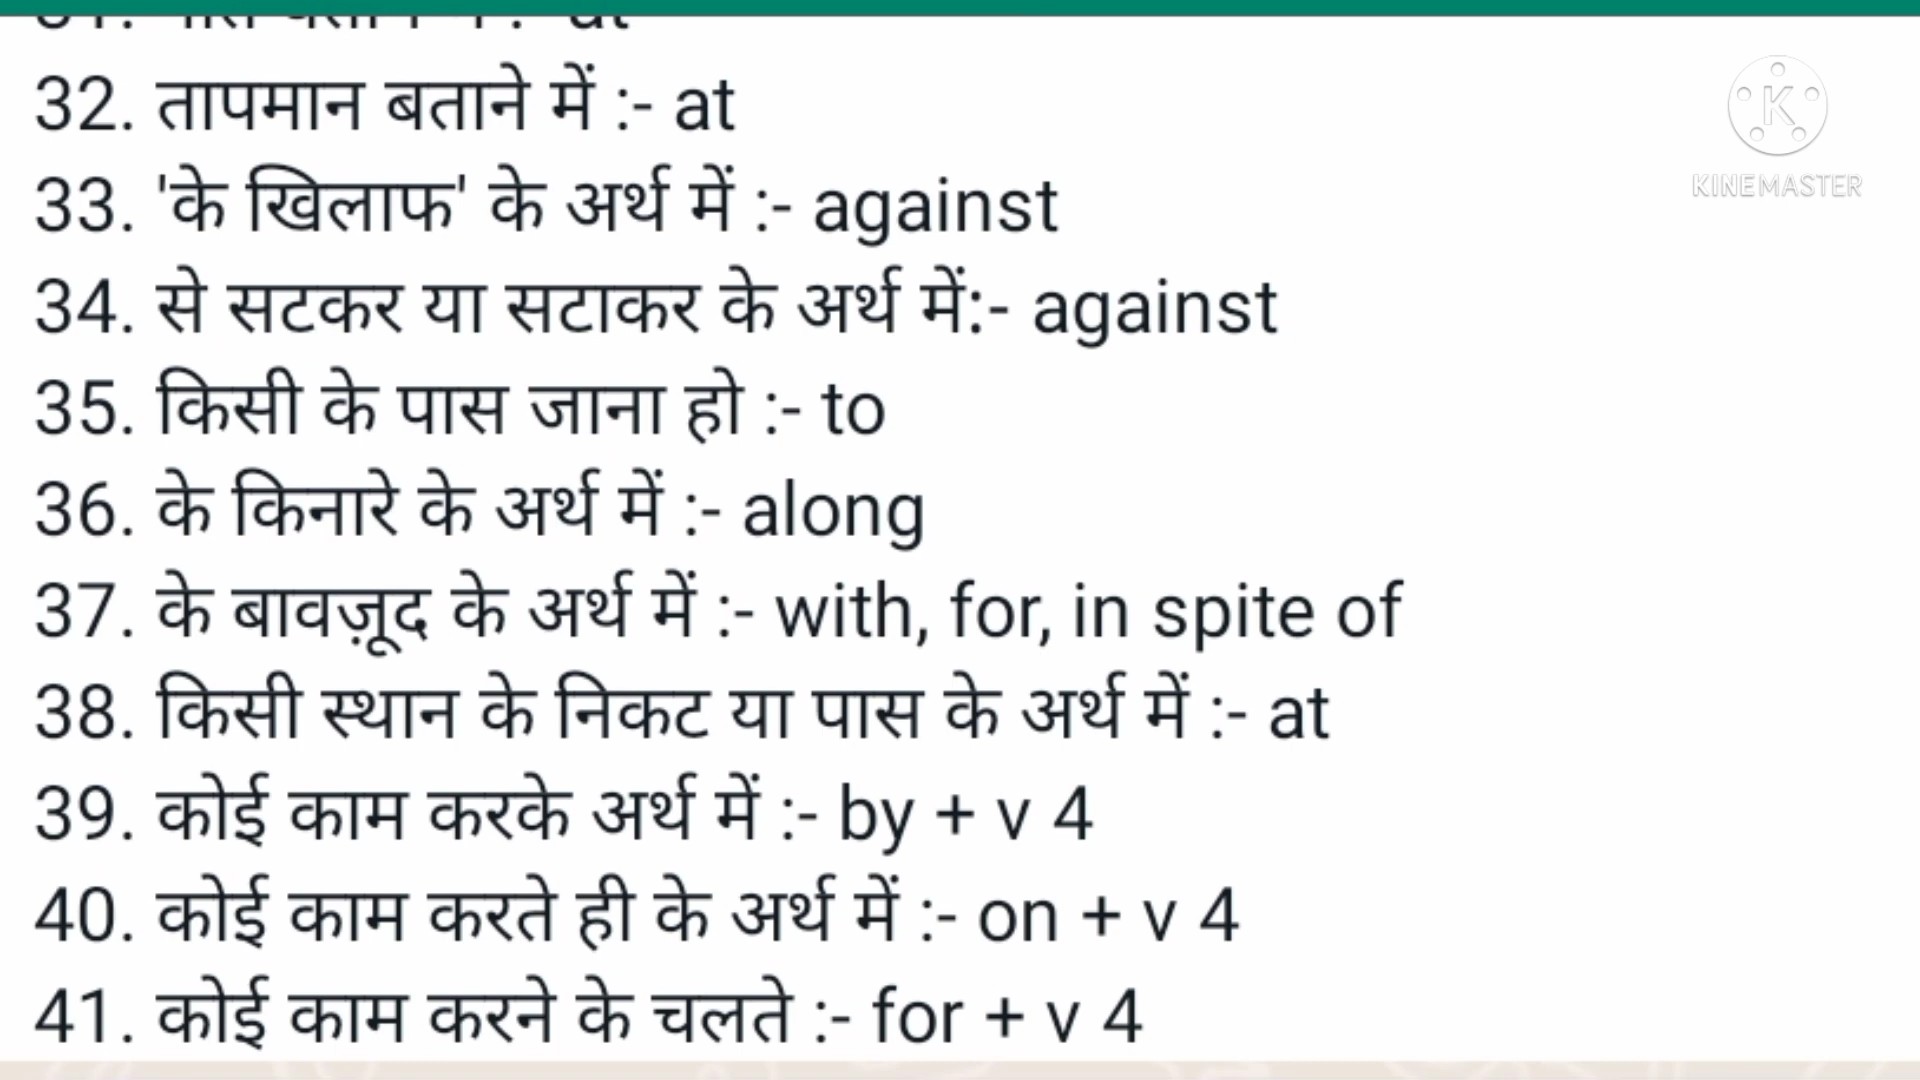 32. तापमान बताने में :- at
33. 'के खिलाफ' के अर्थ में :- against
34. से सटकर या सटाकर के अर्थ में:- against
35. किसी के पास जाना हो :- to
36. के किनारे के अर्थ में :- along
37. के बावज़ूद के अर्थ में :- with, for, in spite of
38. किसी स्थान के निकट या पास के अर्थ में :- at
39. कोई काम करके अर्थ में :- by + v 4
40. कोई काम करते ही के अर्थ में :- on + v 4
41. कोई काम करने के चलते :- for + v 4
K
KINEMASTER